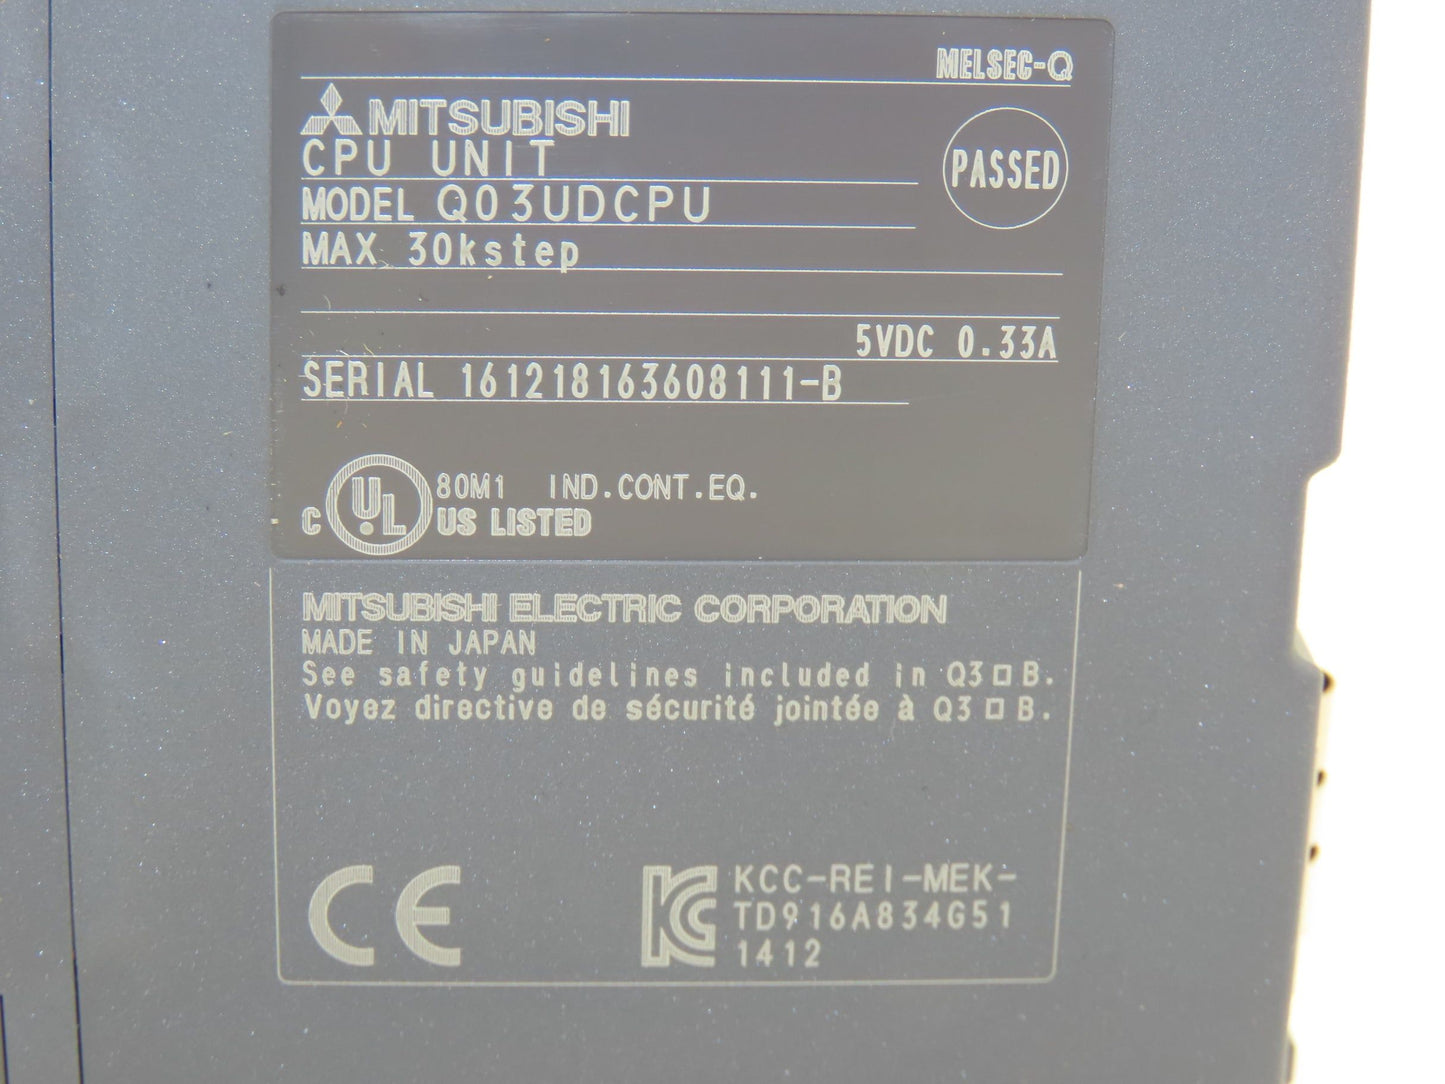 MELSEC-Q
MITSUBISHI
CPU UNIT
PASSED
MODEL Q03UDCPU
MAX 30kstep
5VDC 0.33A
SERIAL 161218163608111-B
C UL 80M1 IND.CONT.EQ.
US LISTED
MITSUBISHI ELECTRIC CORPORATION
MADE IN JAPAN
See safety guidelines included in Q3□B.
Voyez directive de sécurité jointée à Q3□B.
CE
KC KCC-REI-MEK-
TD916A834G51
1412